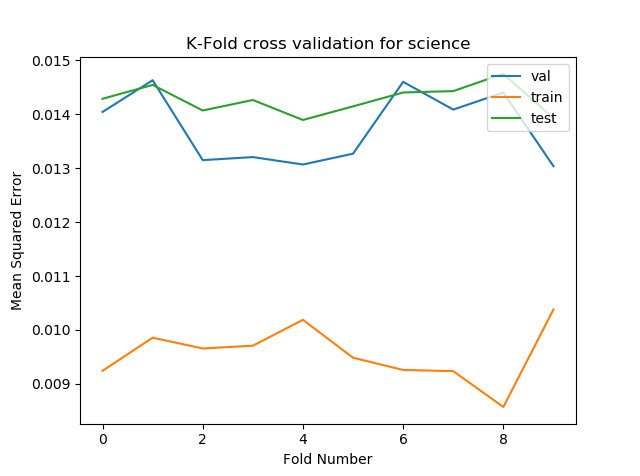 K-Fold cross validation for science
0.015
0.014
0.013
0.012
0.011
0.010
0.009
Mean Squared Error
val
train
test
0 2 4 6 8
Fold Number